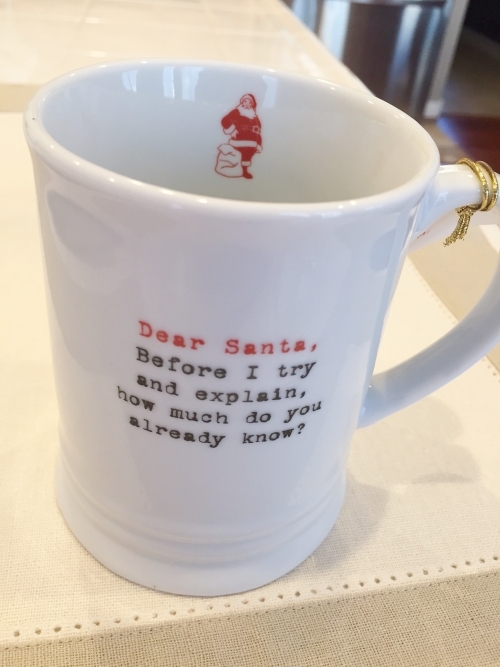 Dear Santa,
Before I try
and explain,
how much do you
already know?